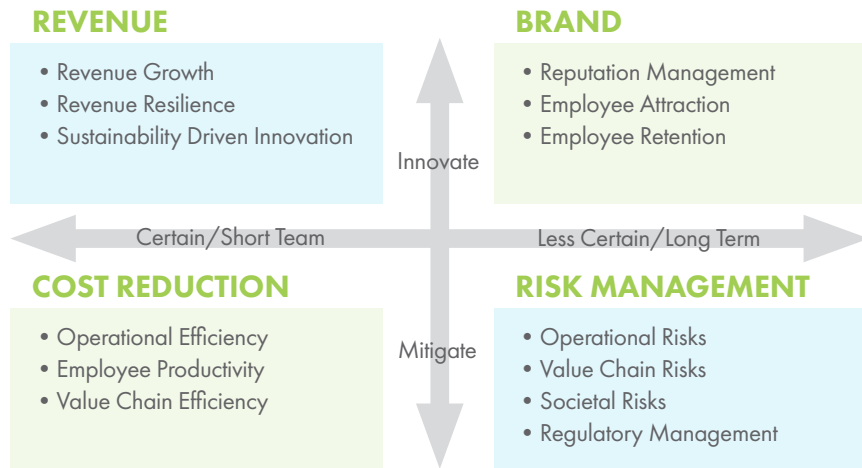 REVENUE
• Revenue Growth
• Revenue Resilience
• Sustainability Driven Innovation
BRAND
• Reputation Management
• Employee Attraction
• Employee Retention
Innovate
Certain/Short Team
Less Certain/Long Term
COST REDUCTION
• Operational Efficiency
• Employee Productivity
• Value Chain Efficiency
Mitigate
RISK MANAGEMENT
• Operational Risks
• Value Chain Risks
• Societal Risks
• Regulatory Management